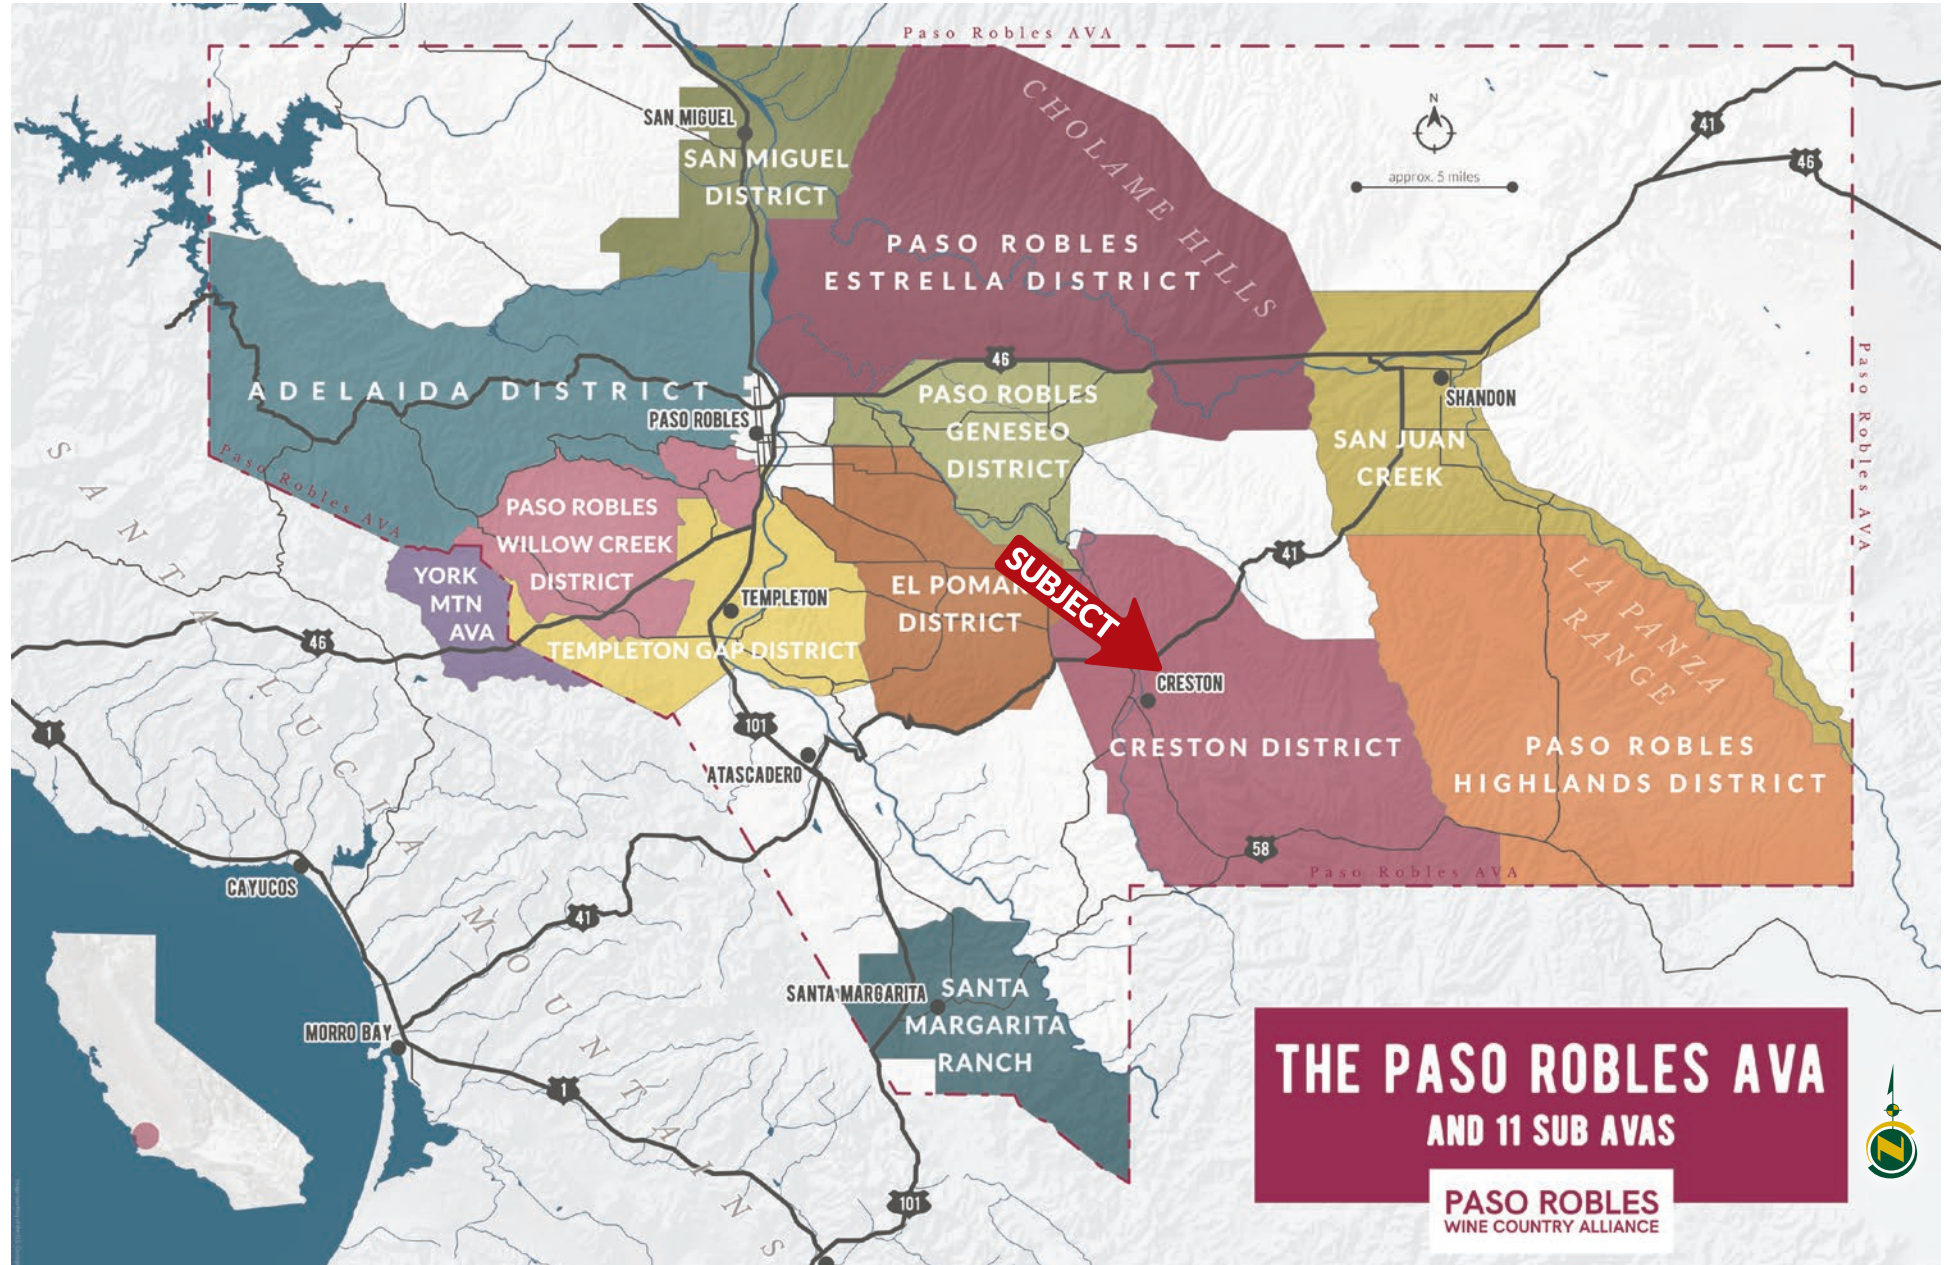 Paso Robles AVA
CHOLAME HILLS
N
approx. 5 miles
41
46
SAN MIGUEL
SAN MIGUEL
DISTRICT
PASO ROBLES
ESTRELLA DISTRICT
Paso Robles AVA
46
ADELAIDA DISTRICT
PASO ROBLES
PASO ROBLES
GENESEO
DISTRICT
SHANDON
SAN JUAN
CREEK
Paso Robles AVA
PASO ROBLES
WILLOW CREEK
DISTRICT
41
YORK
MTN
AVA
TEMPLETON
EL POMAR
DISTRICT
SUBJECT
LA PANZA
RANGE
46
TEMPLETON GAP DISTRICT
CRESTON
CRESTON DISTRICT
PASO ROBLES
HIGHLANDS DISTRICT
1
101
ATASCADERO
58
Paso Robles AVA
CAYUCOS
41
SANTA LUCIA MOUNTAINS
SANTA MARGARITA
SANTA
MARGARITA
RANCH
MORRO BAY
1
101
THE PASO ROBLES AVA
AND 11 SUB AVAS
PASO ROBLES
WINE COUNTRY ALLIANCE
N